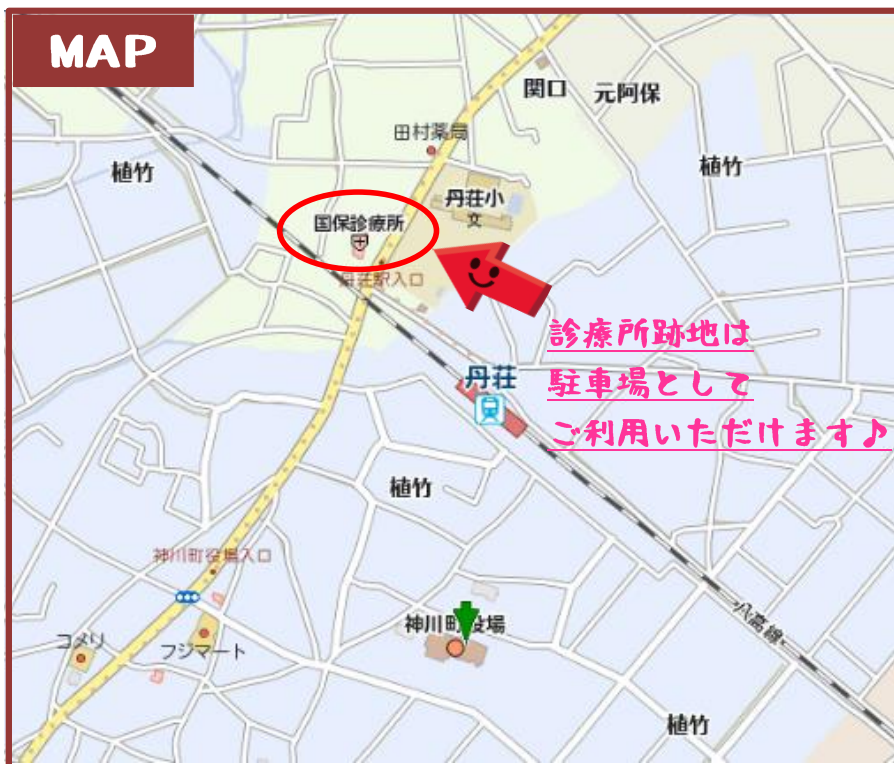 MAP
関口
元阿保
田村薬局
植竹
植竹
丹荘小
文
国保診療所
丹荘駅入口
診療所跡地は
駐車場として
ご利用いただけます♪
丹荘
植竹
神川町役場入口
八高線
神川町役場
コメリ
フジマート
植竹